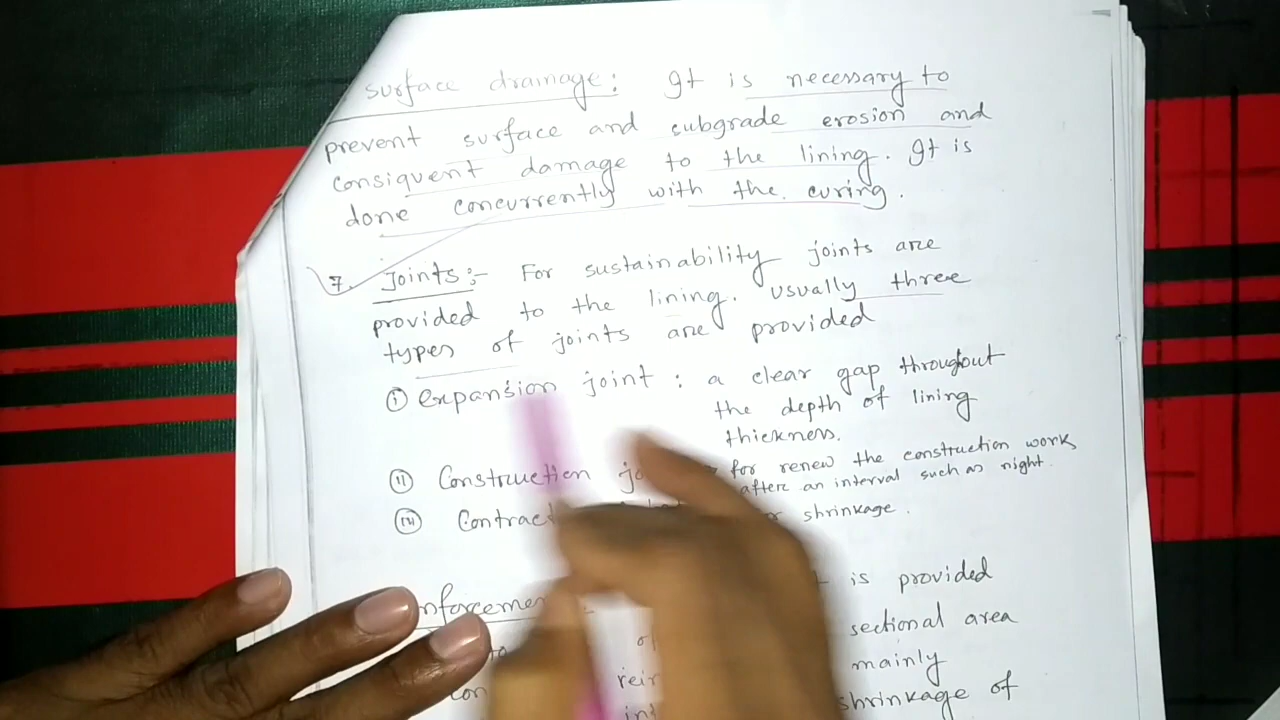 surface drainage: It is necessary to
prevent surface and subgrade erosion and
consiquent damage to the lining. It is
done concurrently with the curing.
7. Joints:- For sustainability joints are
provided to the lining. Usually three
types of joints are provided
(i) expansion joint : a clear gap throughout
the depth of lining
thickness.
(ii) Construction for renew the construction work
after an interval such as night.
(iii) shrinkage.
is provided
sectional area
mainly
shrinkage of